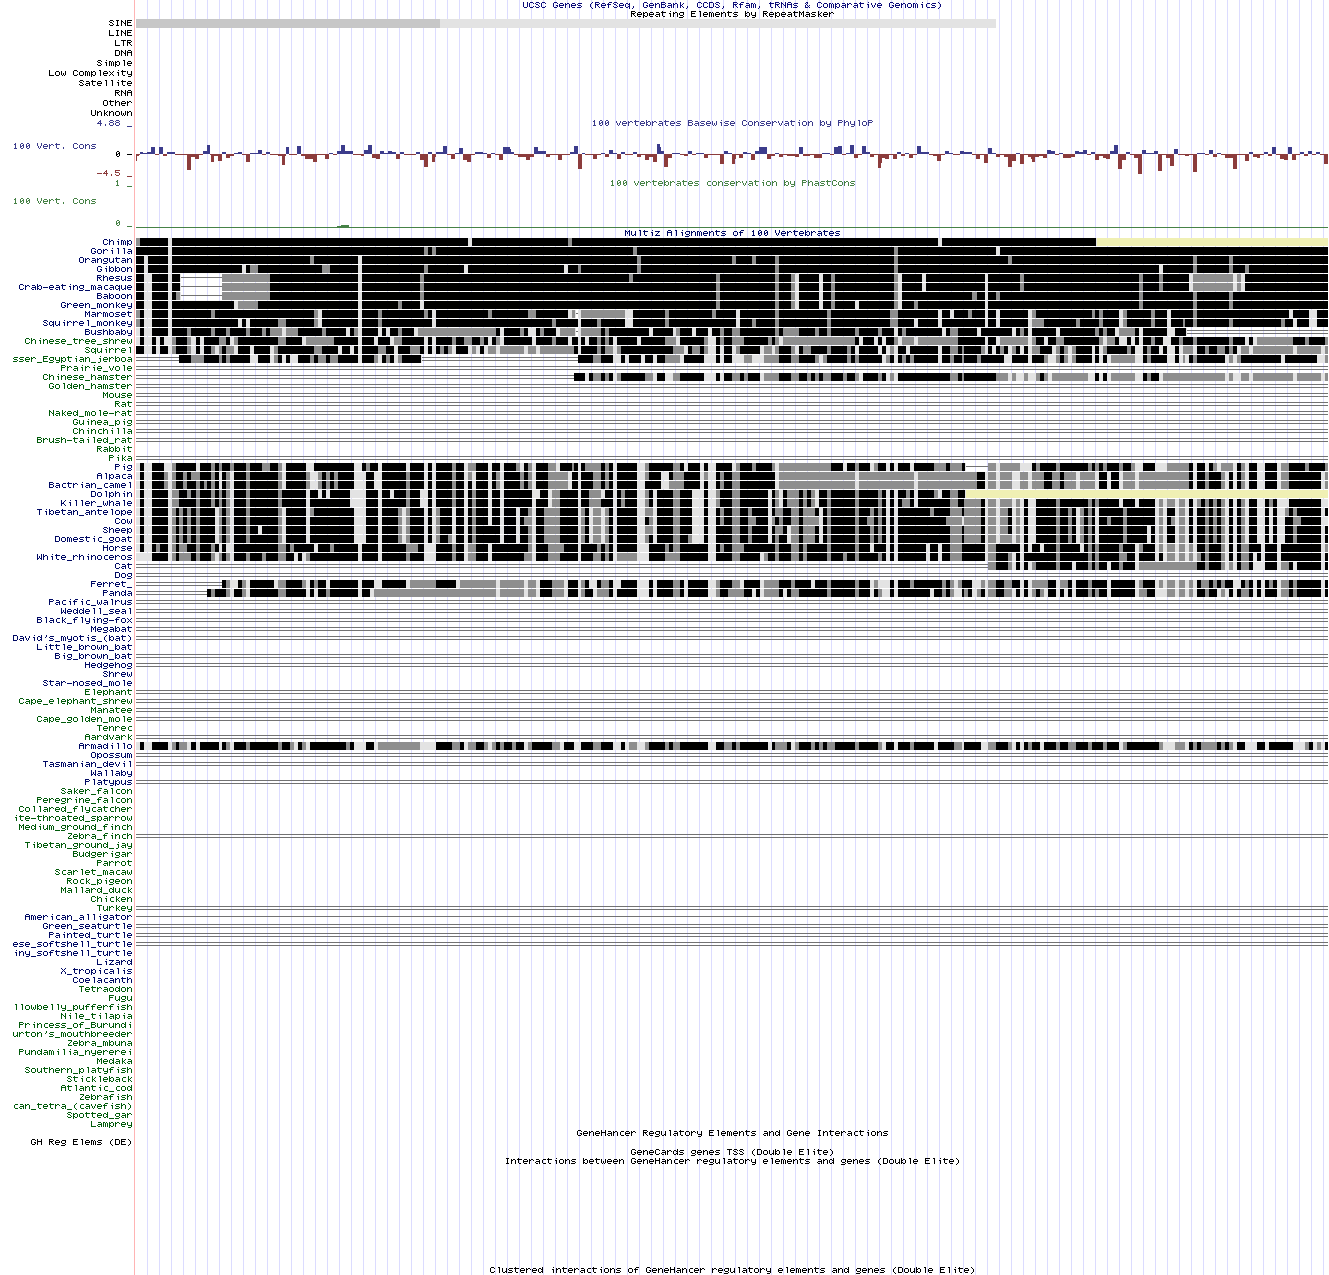 UCSC Genes (RefSeq, GenBank, CCDS, Rfam, tRNAs & Comparative Genomics)
Repeating Elements by RepeatMasker
SINE
LINE
LTR
DNA
Simple
Low Complexity
Satellite
RNA
Other
Unknown
4.88 _
100 vertebrates Basewise Conservation by PhyloP
100 Vert. Cons
0 -
-4.5 _
1 _
100 vertebrates conservation by PhastCons
100 Vert. Cons
0 _
Multiz Alignments of 100 Vertebrates
Chimp
Gorilla
Orangutan
Gibbon
Rhesus
Crab-eating_macaque
Baboon
Green_monkey
Marmoset
Squirrel_monkey
Bushbaby
Chinese_tree_shrew
Squirrel
sser_Egyptian_jerboa
Prairie_vole
Chinese_hamster
Golden_hamster
Mouse
Rat
Naked_mole-rat
Guinea_pig
Chinchilla
Brush-tailed_rat
Rabbit
Pika
Pig
Alpaca
Bactrian_camel
Dolphin
Killer_whale
Tibetan_antelope
Cow
Sheep
Domestic_goat
Horse
White_rhinoceros
Cat
Dog
Ferret_
Panda
Pacific_walrus
Weddell_seal
Black_flying-fox
Megabat
David's_myotis_(bat)
Little_brown_bat
Big_brown_bat
Hedgehog
Shrew
Star-nosed_mole
Elephant
Cape_elephant_shrew
Manatee
Cape_golden_mole
Tenrec
Aardvark
Armadillo
Opossum
Tasmanian_devil
Wallaby
Platypus
Saker_falcon
Peregrine_falcon
Collared_flycatcher
ite-throated_sparrow
Medium_ground_finch
Zebra_finch
Tibetan_ground_jay
Budgerigar
Parrot
Scarlet_macaw
Rock_pigeon
Mallard_duck
Chicken
Turkey
American_alligator
Green_seaturtle
Painted_turtle
ese_softshell_turtle
iny_softshell_turtle
Lizard
X_tropicalis
Coelacanth
Tetraodon
Fugu
llowbelly_pufferfish
Nile_tilapia
Princess_of_Burundi
urton's_mouthbreeder
Zebra_mbuna
Pundamilia_nyererei
Medaka
Southern_platyfish
Stickleback
Atlantic_cod
Zebrafish
can_tetra_(cavefish)
Spotted_gar
Lamprey
GeneHancer Regulatory Elements and Gene Interactions
GH Reg Elems (DE)
GeneCards genes TSS (Double Elite)
Interactions between GeneHancer regulatory elements and genes (Double Elite)
Clustered interactions of GeneHancer regulatory elements and genes (Double Elite)